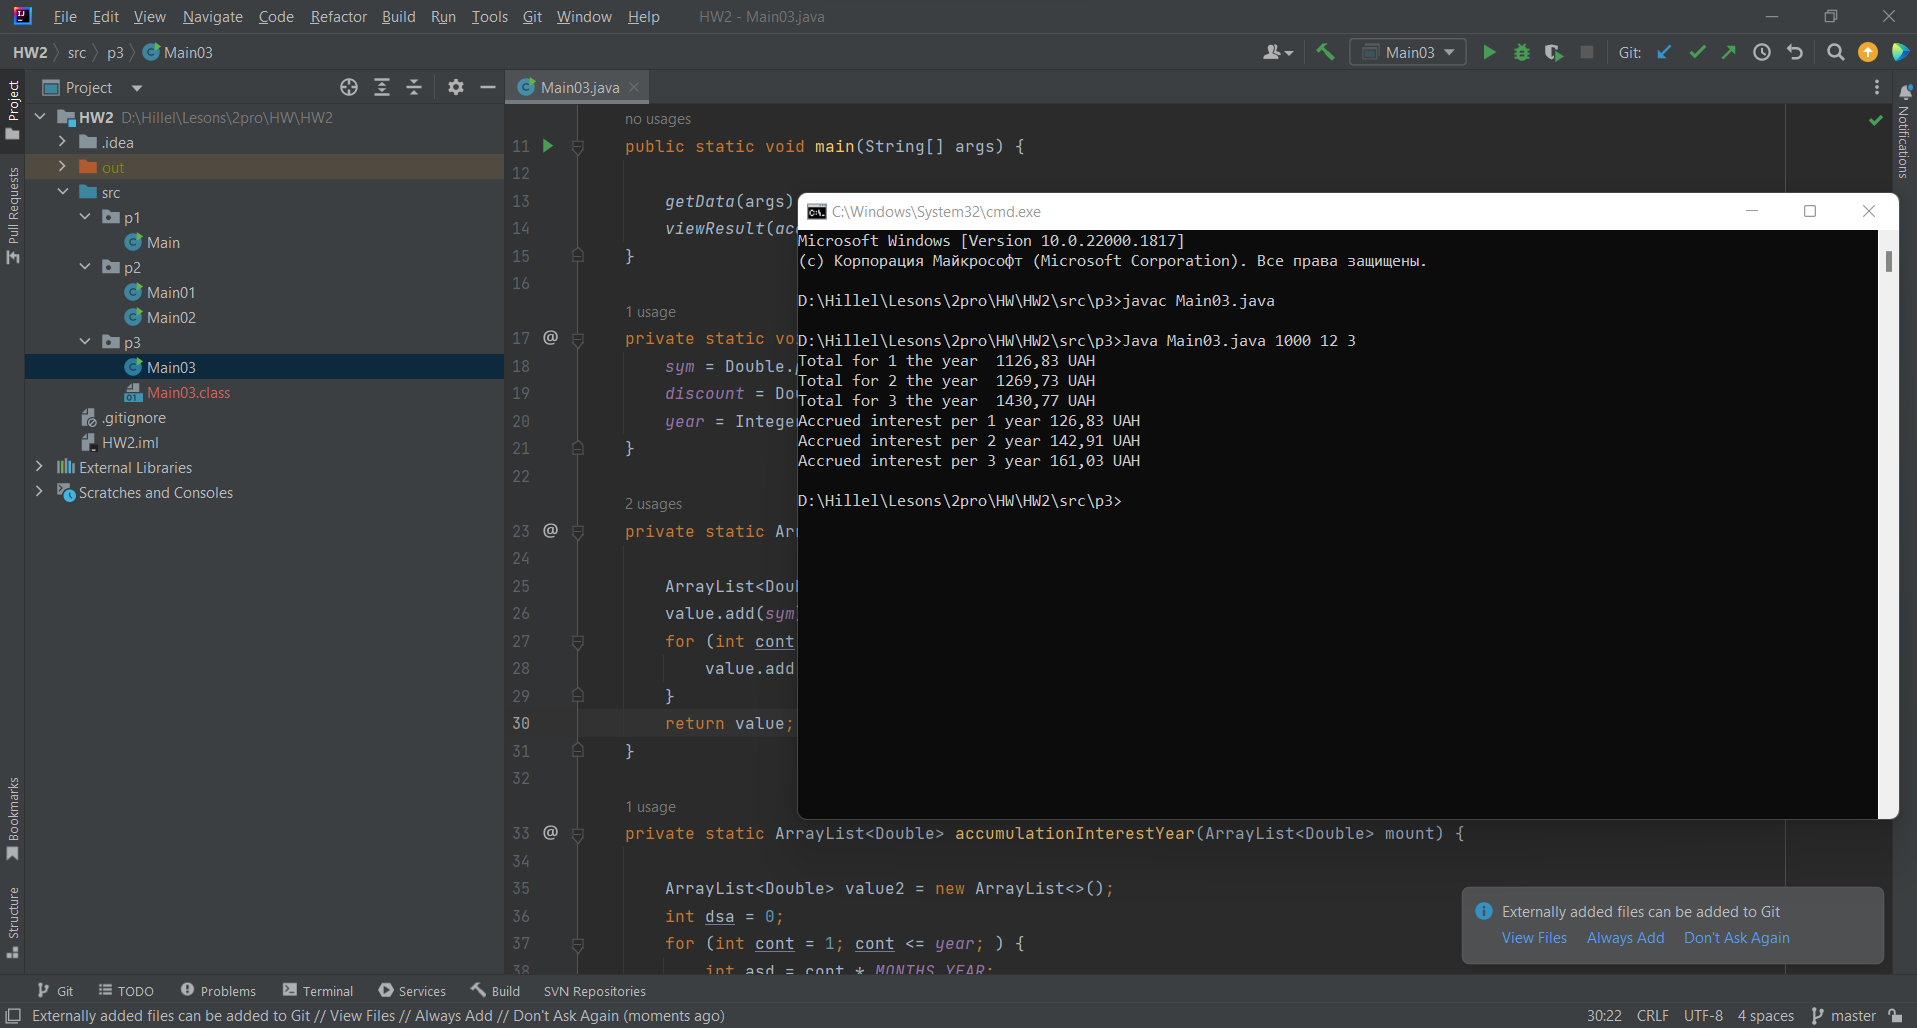 File Edit View Navigate Code Refactor Build Run Tools Git Window Help HW2 - Main03.java
HW2 src p3 Main03
Main03 Git:
Project
Main03.java
Project
Pull Requests
Bookmarks
Structure
Notifications
HW2 D:\Hillel\Lesons\2pro\HW\HW2
.idea
out
src
p1
Main
p2
Main01
Main02
p3
Main03
Main03.class
.gitignore
HW2.iml
External Libraries
Scratches and Consoles
no usages
11 public static void main(String[] args) {
12
13 getData(args)
14 viewResult(
15 }
16
1 usage
17 @ private static vo
18 sym = Double.
19 discount =
20 year = Integer
21 }
22
2 usages
23 @ private static
24
25
26 value.add(sym
27 for (int cont
28 value.add
29 }
30 return value;
31 }
32
1 usage
33 @ private static ArrayList<Double> accumulationInterestYear(ArrayList<Double> mount) {
34
35 ArrayList<Double> value2 = new ArrayList<>();
36 int dsa = 0;
37 for (int cont = 1; cont <= year; ) {
38 int asd = cont * MONTHS_YEAR;
C:\Windows\System32\cmd.exe
Microsoft Windows [Version 10.0.22000.1817]
(c) Корпорация Майкрософт (Microsoft Corporation). Все права защищены.
D:\Hillel\Lesons\2pro\HW\HW2\src\p3>javac Main03.java
D:\Hillel\Lesons\2pro\HW\HW2\src\p3>Java Main03.java 1000 12 3
Total for 1 the year  1126,83 UAH
Total for 2 the year  1269,73 UAH
Total for 3 the year  1430,77 UAH
Accrued interest per 1 year 126,83 UAH
Accrued interest per 2 year 142,91 UAH
Accrued interest per 3 year 161,03 UAH
D:\Hillel\Lesons\2pro\HW\HW2\src\p3>
Externally added files can be added to Git
View Files Always Add Don't Ask Again
Git TODO Problems Terminal Services Build SVN Repositories
Externally added files can be added to Git // View Files // Always Add // Don't Ask Again (moments ago)
30:22 CRLF UTF-8 4 spaces master